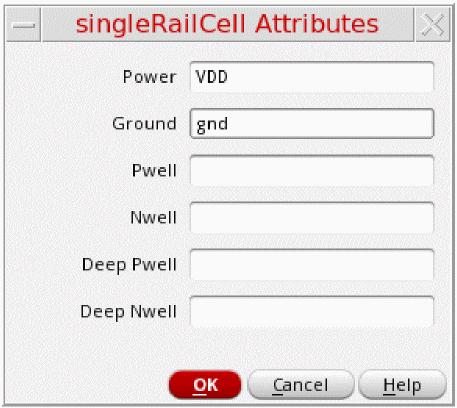 singleRailCell Attributes
Power VDD
Ground gnd
Pwell
Nwell
Deep Pwell
Deep Nwell
OK Cancel Help